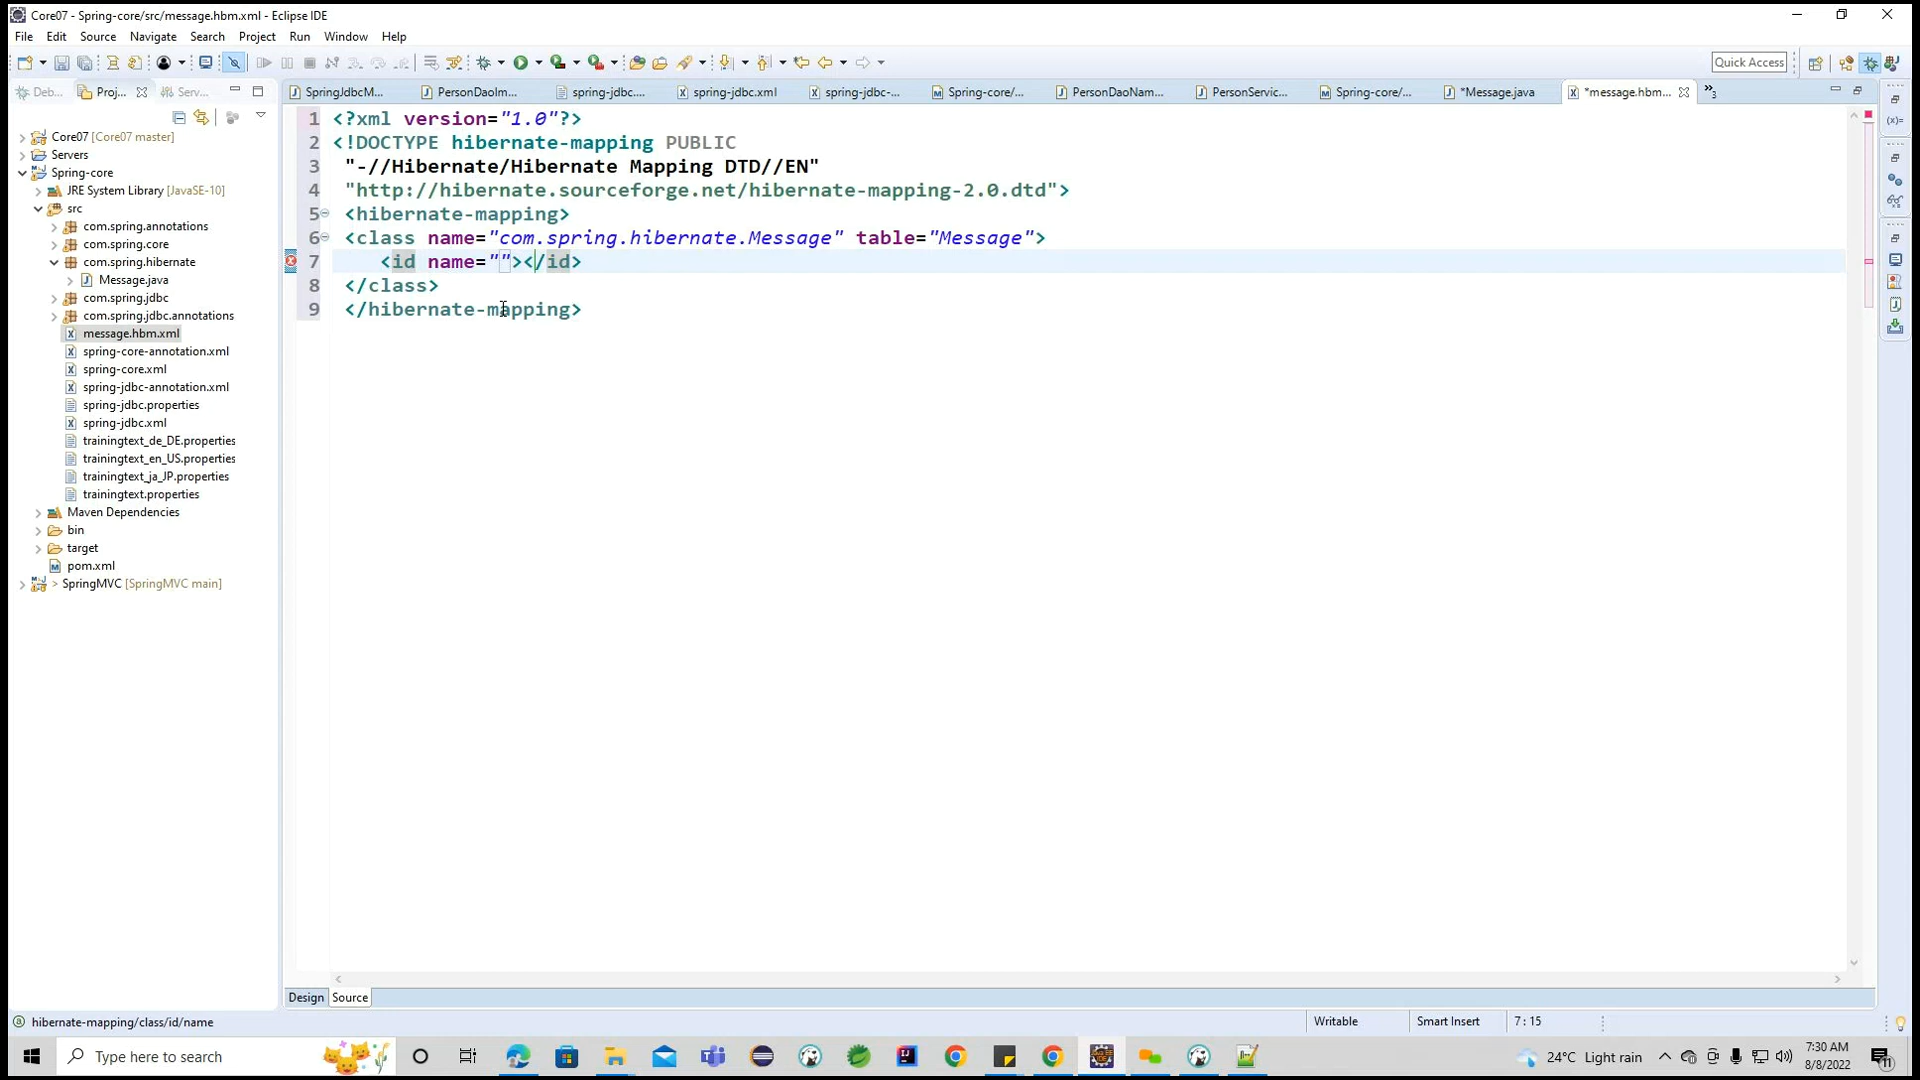 Core07 - Spring-core/src/message.hbm.xml - Eclipse IDE
File Edit Source Navigate Search Project Run Window Help
Quick Access
Deb... Proj... Serv...
SpringJdbcM... PersonDaoIm... spring-jdbc.... spring-jdbc.xml spring-jdbc-... Spring-core/... PersonDaoNam... PersonServic... Spring-core/... *Message.java *message.hbm... »3
Core07 [Core07 master]
Servers
Spring-core
JRE System Library [JavaSE-10]
src
com.spring.annotations
com.spring.core
com.spring.hibernate
Message.java
com.spring.jdbc
com.spring.jdbc.annotations
message.hbm.xml
spring-core-annotation.xml
spring-core.xml
spring-jdbc-annotation.xml
spring-jdbc.properties
spring-jdbc.xml
trainingtext_de_DE.properties
trainingtext_en_US.properties
trainingtext_ja_JP.properties
trainingtext.properties
Maven Dependencies
bin
target
pom.xml
> SpringMVC [SpringMVC main]
1 <?xml version="1.0"?>
2 <!DOCTYPE hibernate-mapping PUBLIC
3 "-//Hibernate/Hibernate Mapping DTD//EN"
4 "http://hibernate.sourceforge.net/hibernate-mapping-2.0.dtd">
5 <hibernate-mapping>
6 <class name="com.spring.hibernate.Message" table="Message">
7 <id name=""></id>
8 </class>
9 </hibernate-mapping>
Design Source
hibernate-mapping/class/id/name
Writable Smart Insert 7 : 15
Type here to search
24°C Light rain
7:30 AM
8/8/2022
11